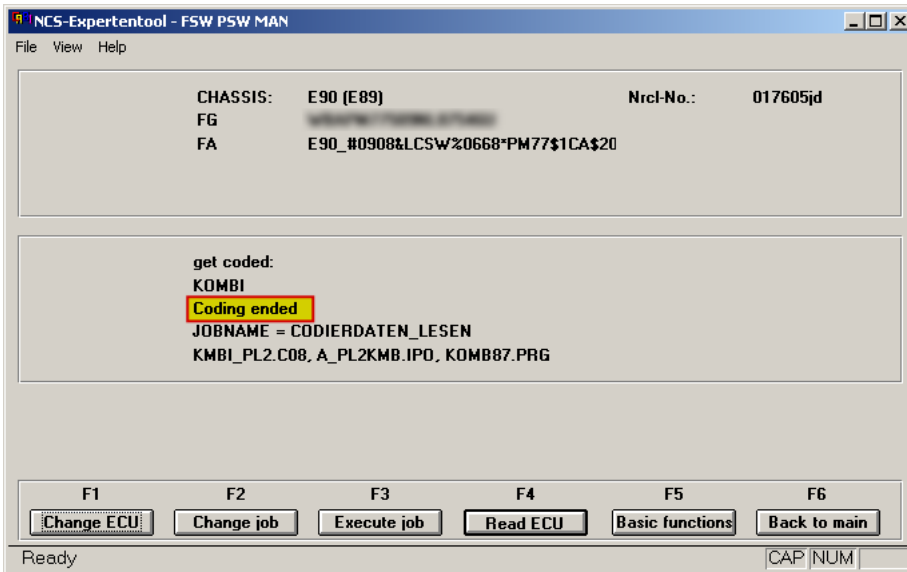 NCS-Expertentool - FSW PSW MAN
File View Help
CHASSIS: E90 (E89) Nrcl-No.: 017605jd
FG
FA E90_#0908&LCSW%0668*PM77$1CA$20
get coded:
KOMBI
Coding ended
JOBNAME = CODIERDATEN_LESEN
KMBI_PL2.C08, A_PL2KMB.IPO, KOMB87.PRG
F1 F2 F3 F4 F5 F6
Change ECU Change job Execute job Read ECU Basic functions Back to main
Ready CAP NUM